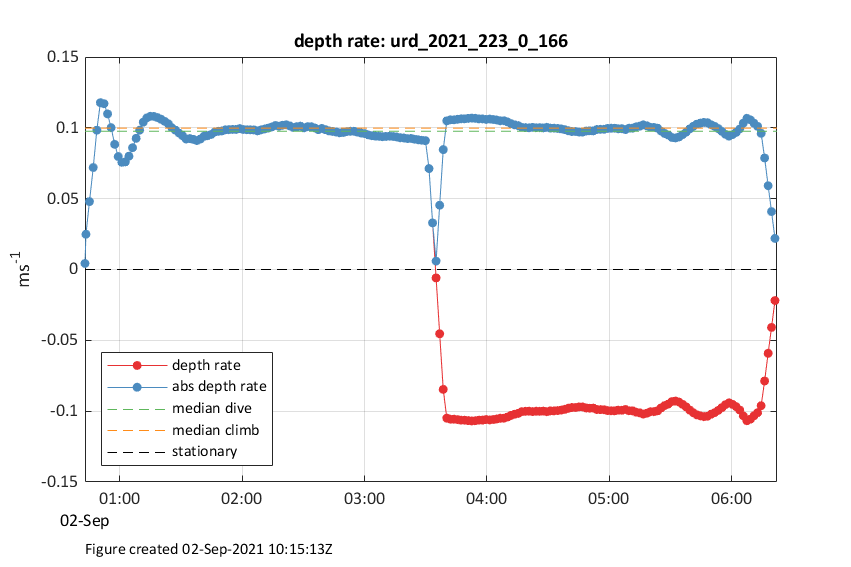 depth rate: urd_2021_223_0_166
0.15
0.1
0.05
0
-0.05
-0.1
-0.15
ms-1
depth rate
abs depth rate
median dive
median climb
stationary
01:00 02:00 03:00 04:00 05:00 06:00
02-Sep
Figure created 02-Sep-2021 10:15:13Z